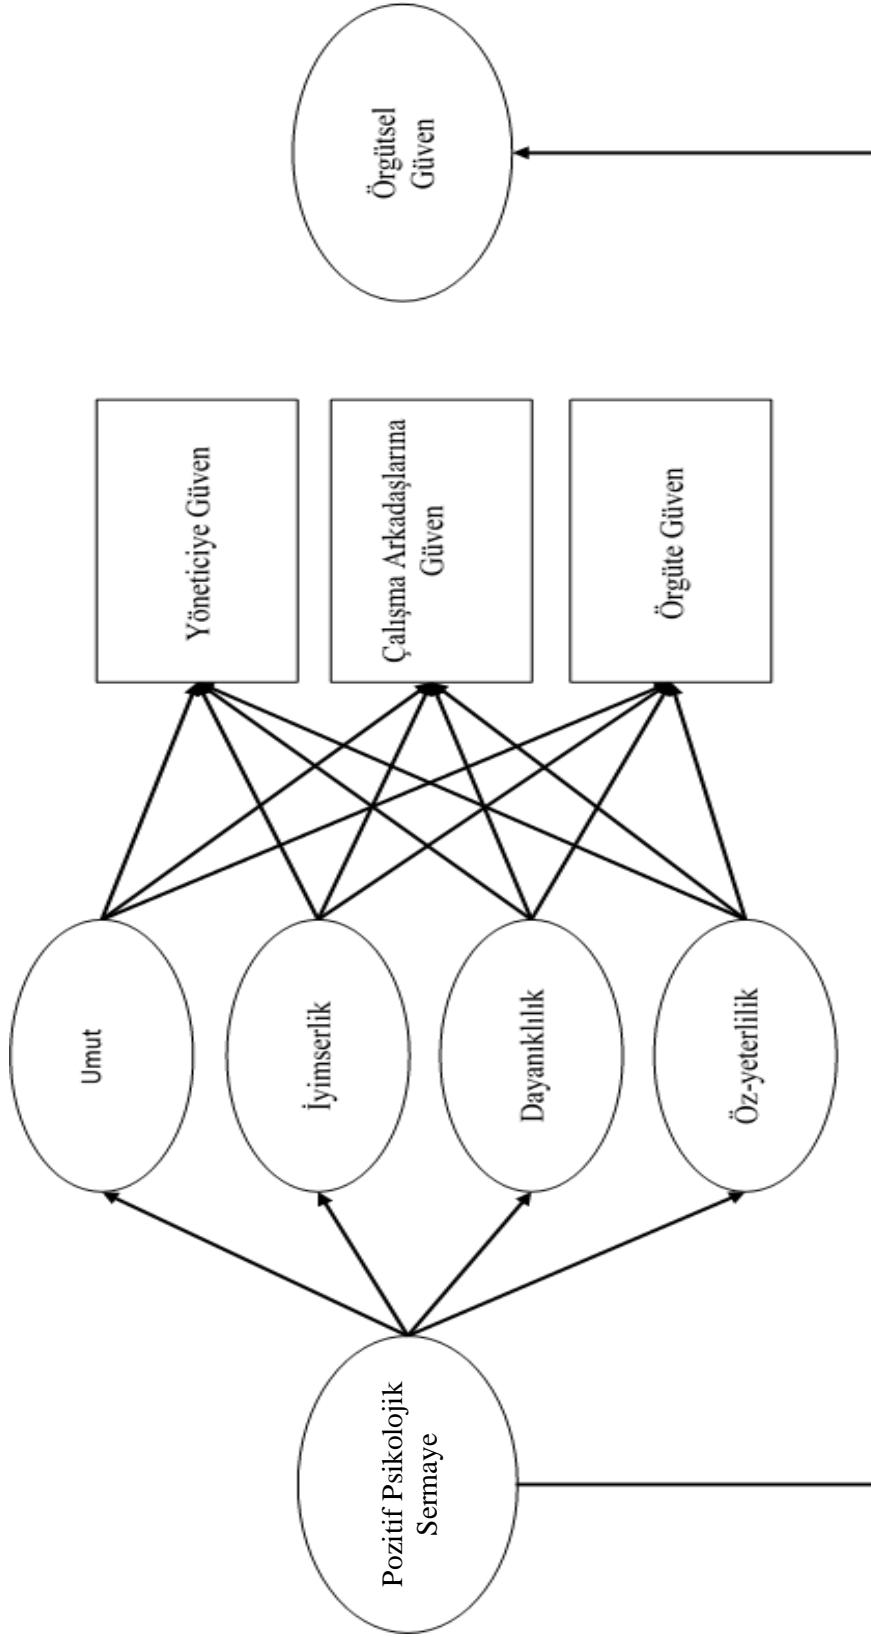 Pozitif Psikolojik
Sermaye
Umut
İyimserlik
Dayanıklılık
Öz-yeterlilik
Yöneticiye Güven
Çalışma Arkadaşlarına
Güven
Örgüte Güven
Örgütsel
Güven